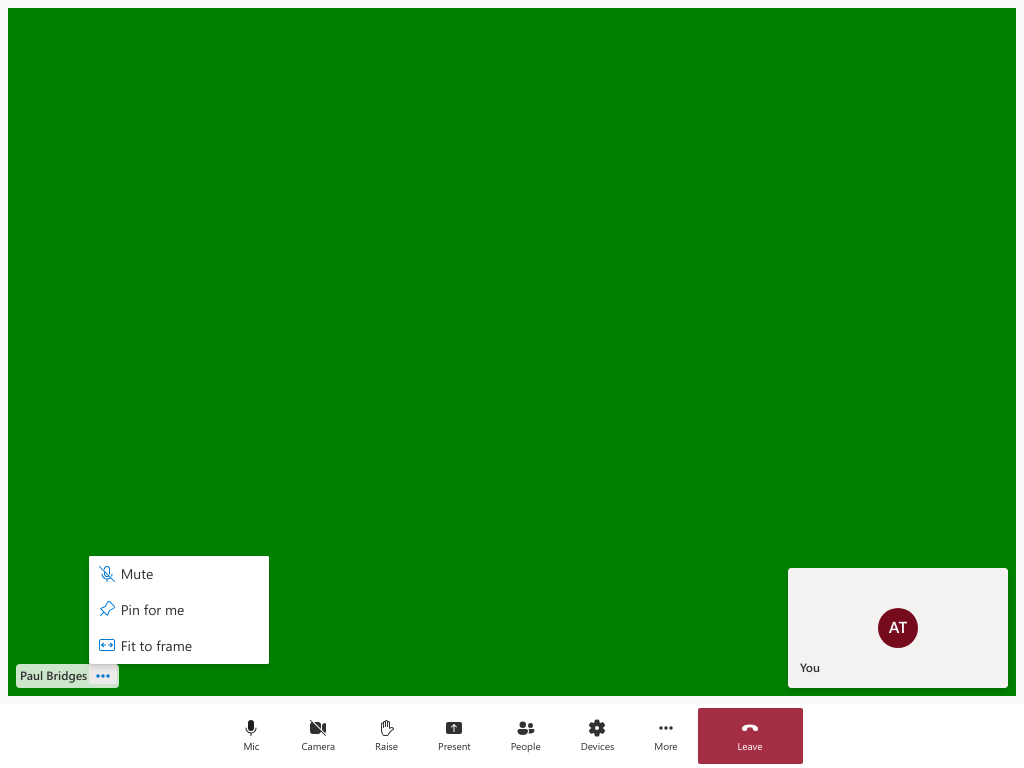 Mute
Pin for me
Fit to frame
Paul Bridges
AT
You
Mic
Camera
Raise
Present
People
Devices
More
Leave